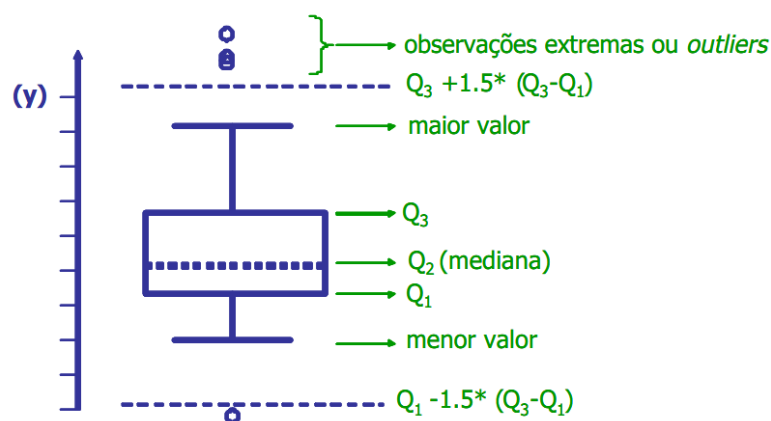 observações extremas ou outliers
Q₃ +1.5* (Q₃-Q₁)
(y)
maior valor
Q₃
Q₂ (mediana)
Q₁
menor valor
Q₁ -1.5* (Q₃-Q₁)